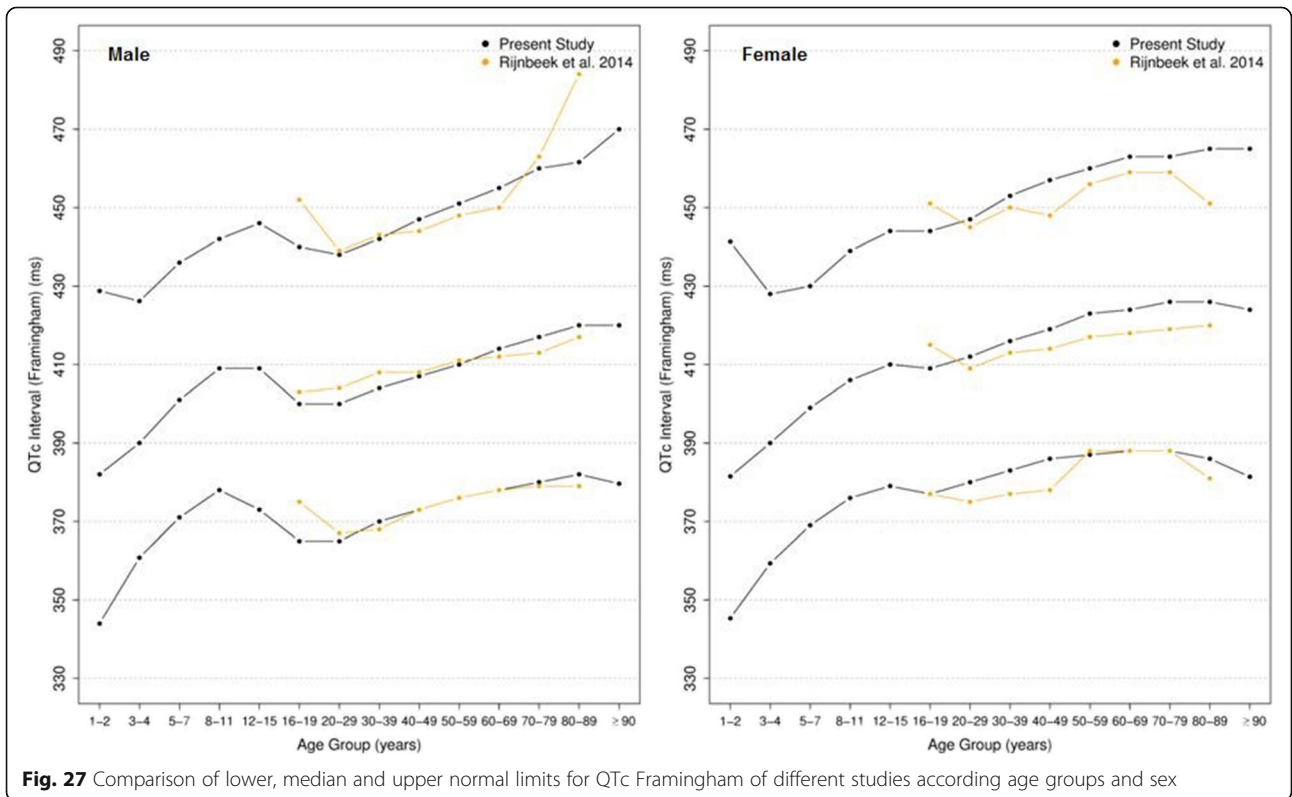 Male
Present Study
Rijnbeek et al. 2014
490
470
450
430
410
390
370
350
330
QTc Interval (Framingham) (ms)
1–2 3–4 5–7 8–11 12–15 16–19 20–29 30–39 40–49 50–59 60–69 70–79 80–89 ≥ 90
Age Group (years)
Female
Present Study
Rijnbeek et al. 2014
490
470
450
430
410
390
370
350
330
QTc Interval (Framingham) (ms)
1–2 3–4 5–7 8–11 12–15 16–19 20–29 30–39 40–49 50–59 60–69 70–79 80–89 ≥ 90
Age Group (years)
Fig. 27 Comparison of lower, median and upper normal limits for QTc Framingham of different studies according age groups and sex